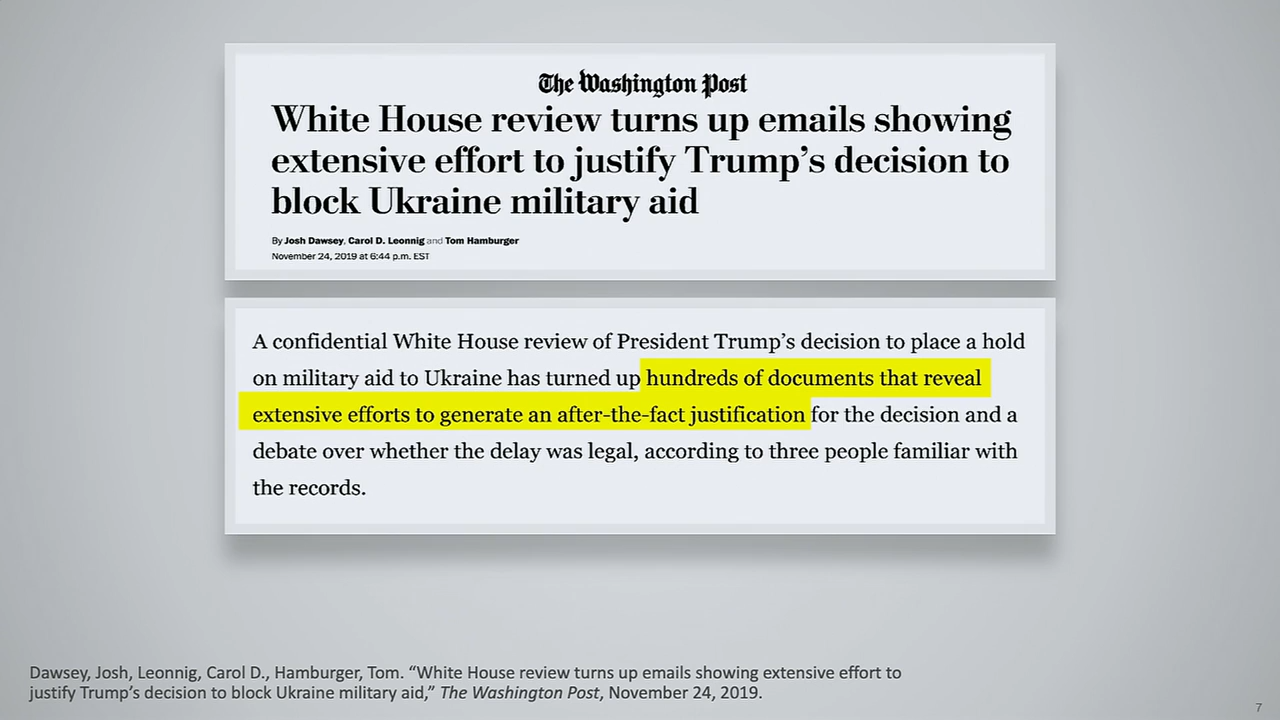 The Washington Post
White House review turns up emails showing
extensive effort to justify Trump’s decision to
block Ukraine military aid
By Josh Dawsey, Carol D. Leonnig and Tom Hamburger
November 24, 2019 at 6:44 p.m. EST
A confidential White House review of President Trump’s decision to place a hold
on military aid to Ukraine has turned up hundreds of documents that reveal
extensive efforts to generate an after-the-fact justification for the decision and a
debate over whether the delay was legal, according to three people familiar with
the records.
Dawsey, Josh, Leonnig, Carol D., Hamburger, Tom. “White House review turns up emails showing extensive effort to
justify Trump’s decision to block Ukraine military aid,” The Washington Post, November 24, 2019.
7